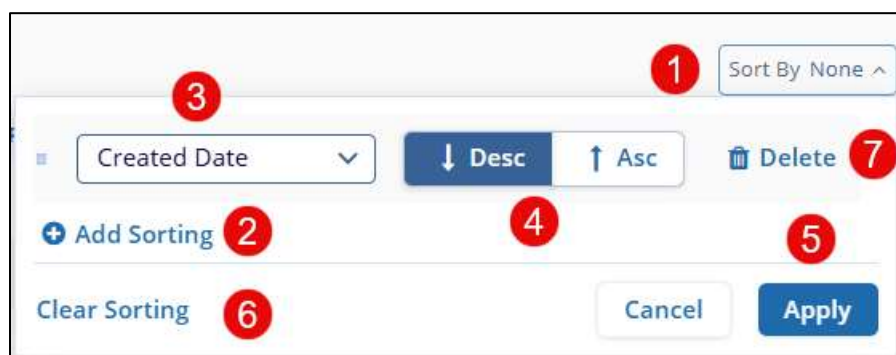 1 Sort By None
3
Created Date Desc Asc Delete 7
Add Sorting 2 4 5
Clear Sorting 6 Cancel Apply